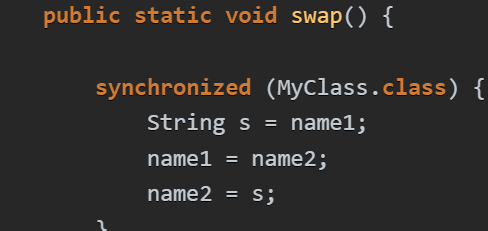 public static void swap() {
synchronized (MyClass.class) {
String s = name1;
name1 = name2;
name2 = s;
}